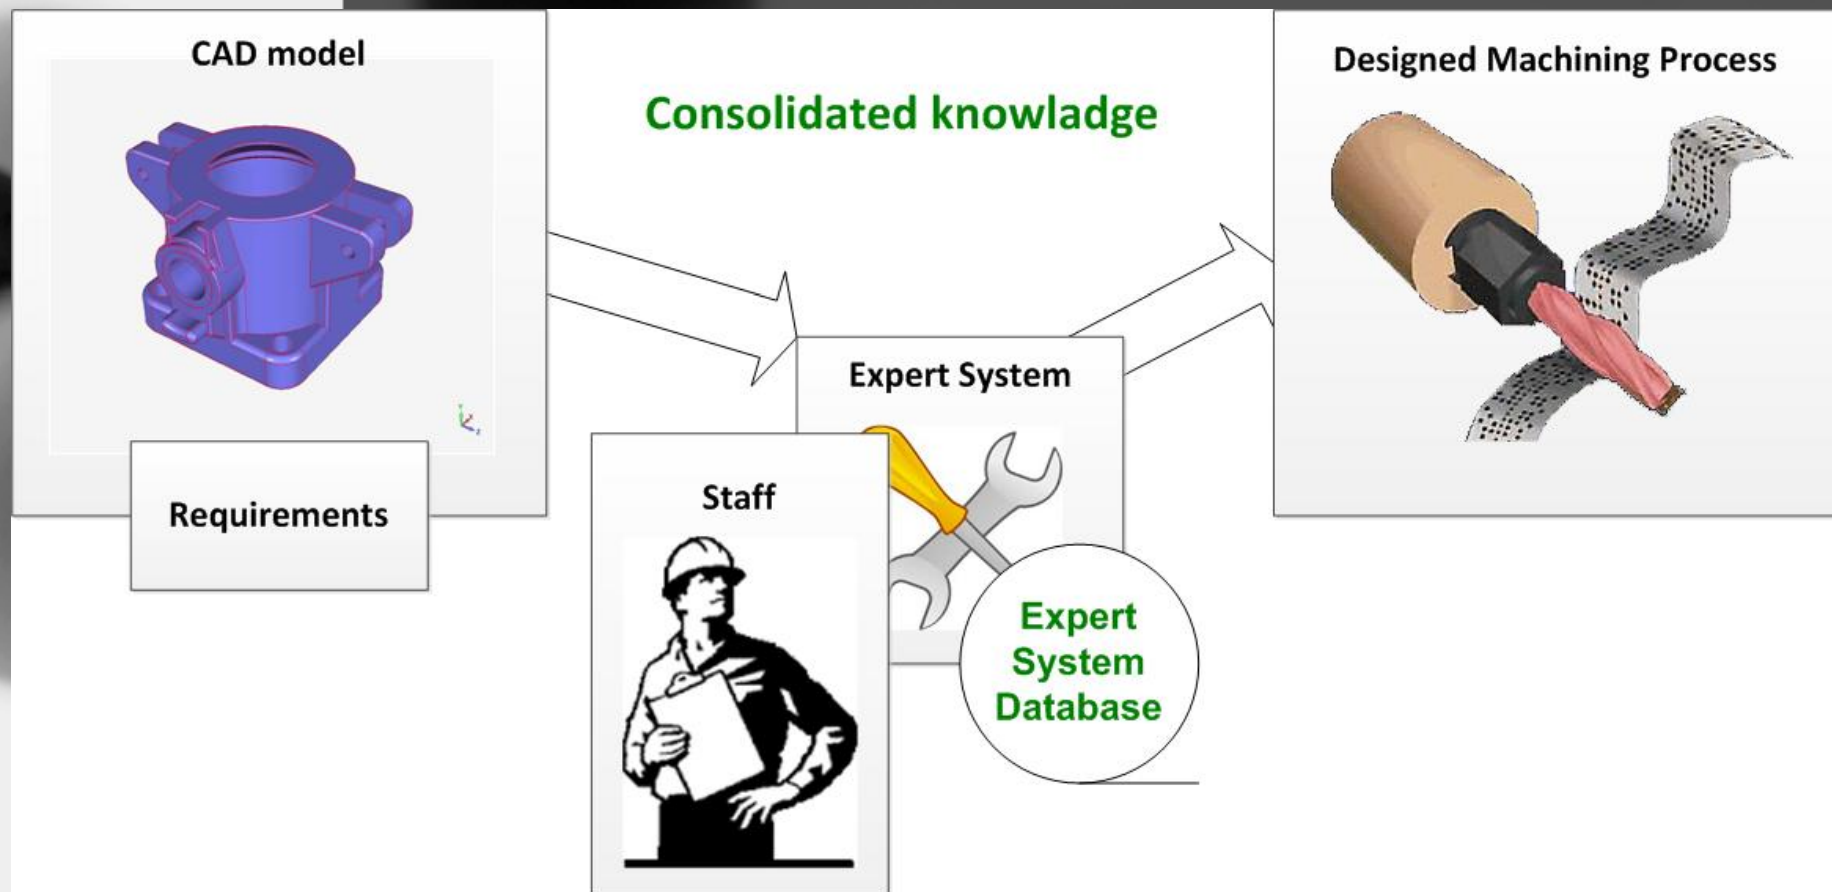 CAD model
Requirements
Consolidated knowladge
Designed Machining Process
Expert System
Staff
Expert
System
Database